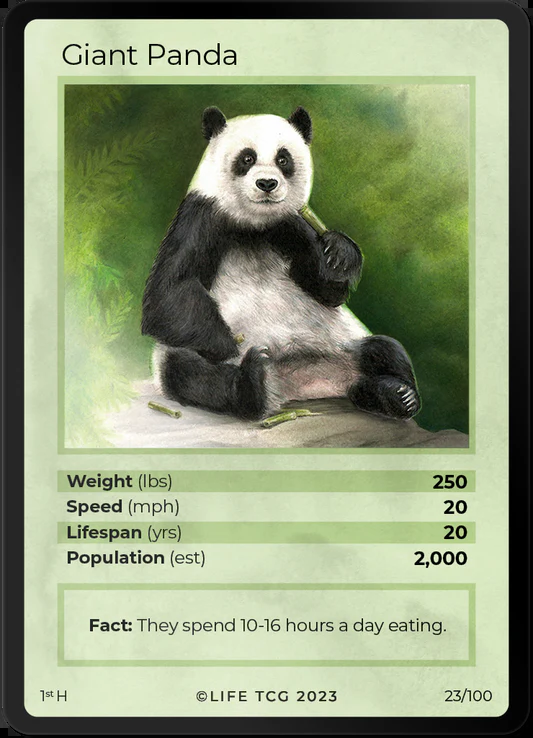 Giant Panda
Weight (lbs) 250
Speed (mph) 20
Lifespan (yrs) 20
Population (est) 2,000
Fact: They spend 10-16 hours a day eating.
1st H ©LIFE TCG 2023 23/100